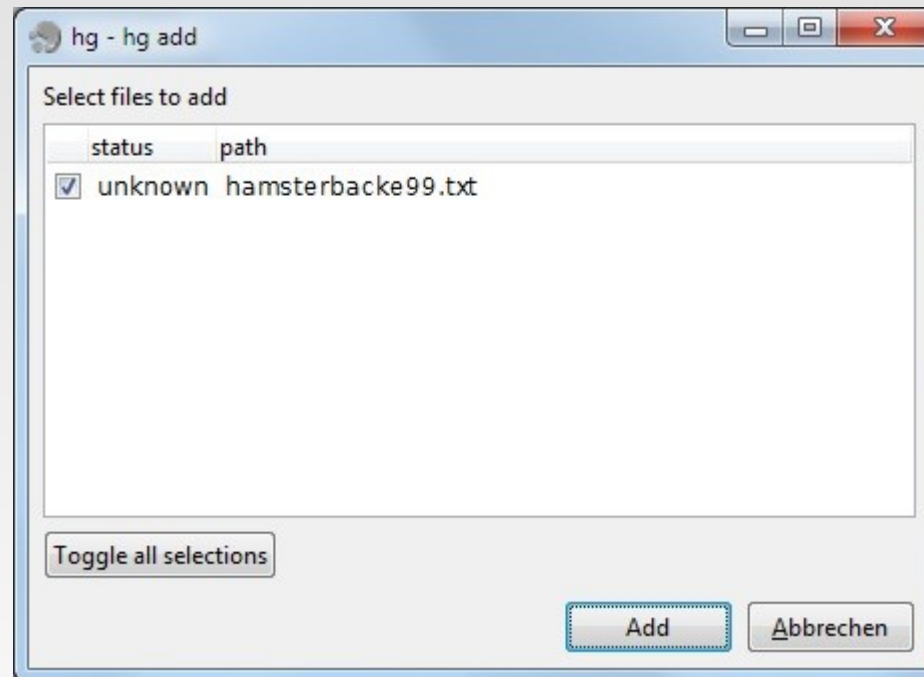 hg - hg add
Select files to add
status path
unknown hamsterbacke99.txt
Toggle all selections
Add Abbrechen